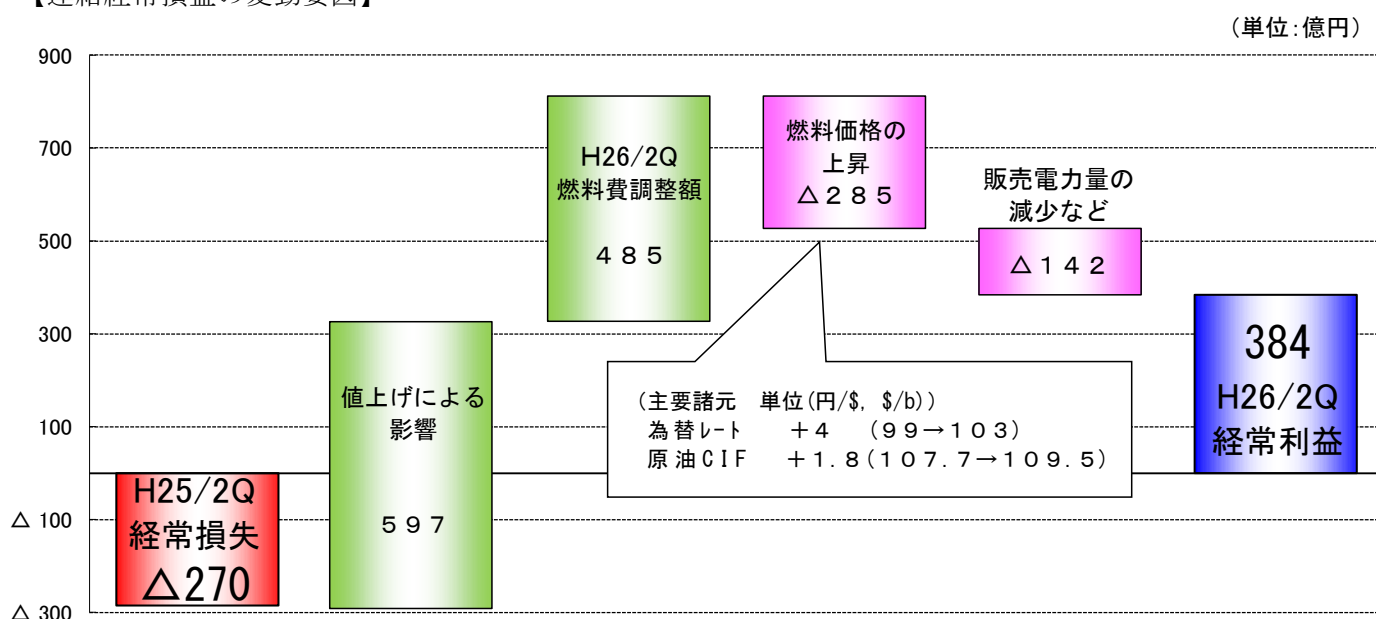 【連結経常損益の変動要因】
（単位：億円）
900
700
500
300
100
△ 100
△ 300
H25/2Q
経常損失
△270
値上げによる
影響
５９７
H26/2Q
燃料費調整額
４８５
燃料価格の
上昇
△２８５
販売電力量の
減少など
△１４２
（主要諸元　単位(円/$, $/b)）
為替ﾚｰﾄ　＋4　（99→103）
原油CIF　＋1.8（107.7→109.5）
384
H26/2Q
経常利益